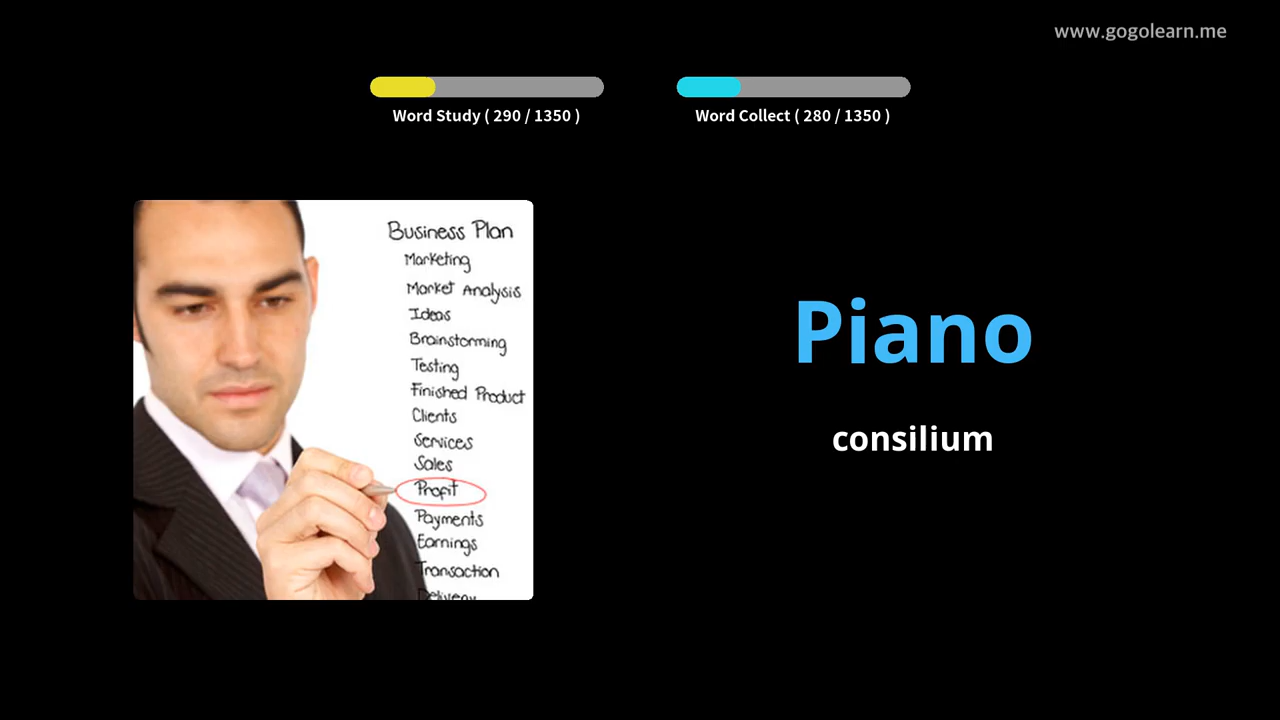 www.gogolearn.me
Word Study ( 290 / 1350 )
Word Collect ( 280 / 1350 )
Business Plan
Marketing
Market Analysis
Ideas
Brainstorming
Testing
Finished Product
Clients
Services
Sales
Profit
Payments
Earnings
Transaction
Delivery
Piano
consilium